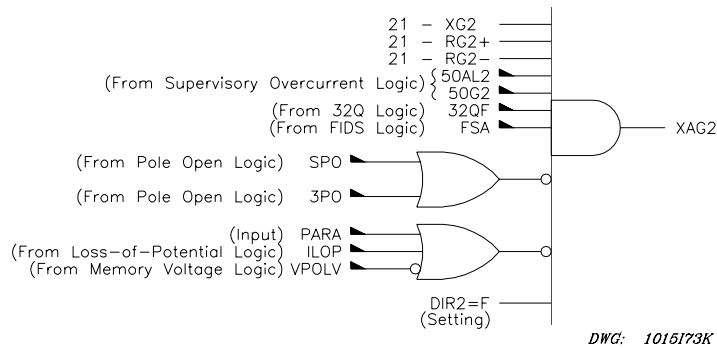 21 - XG2
21 - RG2+
21 - RG2-
(From Supervisory Overcurrent Logic) { 50AL2
50G2
(From 32Q Logic) 32QF
(From FIDS Logic) FSA
XAG2
(From Pole Open Logic) SPO
(From Pole Open Logic) 3PO
(Input) PARA
(From Loss-of-Potential Logic) ILOP
(From Memory Voltage Logic) VPOLV
DIR2=F
(Setting)
DWG: 1015I73K